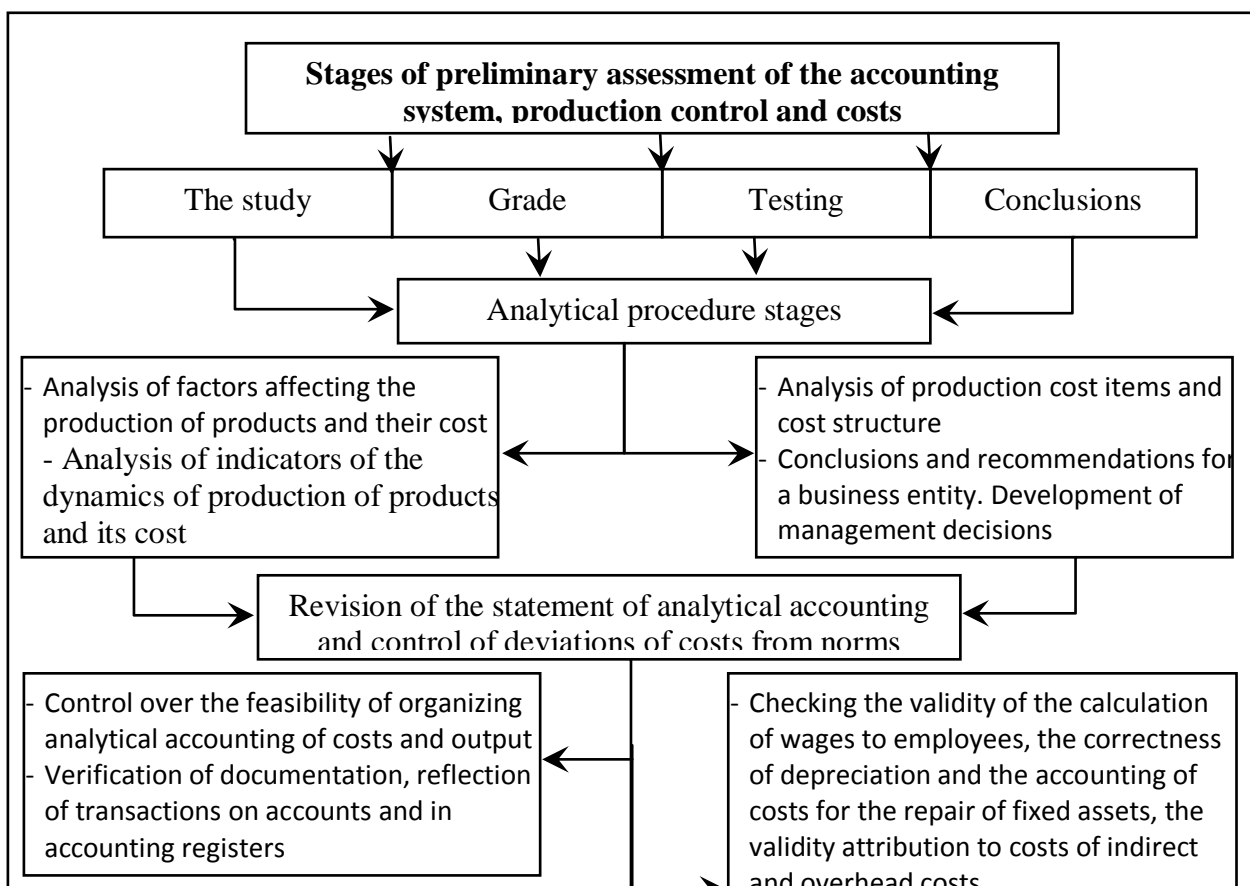 Stages of preliminary assessment of the accounting
system, production control and costs
The study
Grade
Testing
Conclusions
Analytical procedure stages
- Analysis of factors affecting the
production of products and their cost
- Analysis of indicators of the
dynamics of production of products
and its cost
- Analysis of production cost items and
cost structure
- Conclusions and recommendations for
a business entity. Development of
management decisions
Revision of the statement of analytical accounting
and control of deviations of costs from norms
- Control over the feasibility of organizing
analytical accounting of costs and output
- Verification of documentation, reflection
of transactions on accounts and in
accounting registers
- Checking the validity of the calculation
of wages to employees, the correctness
of depreciation and the accounting of
costs for the repair of fixed assets, the
validity attribution to costs of indirect
and overhead costs